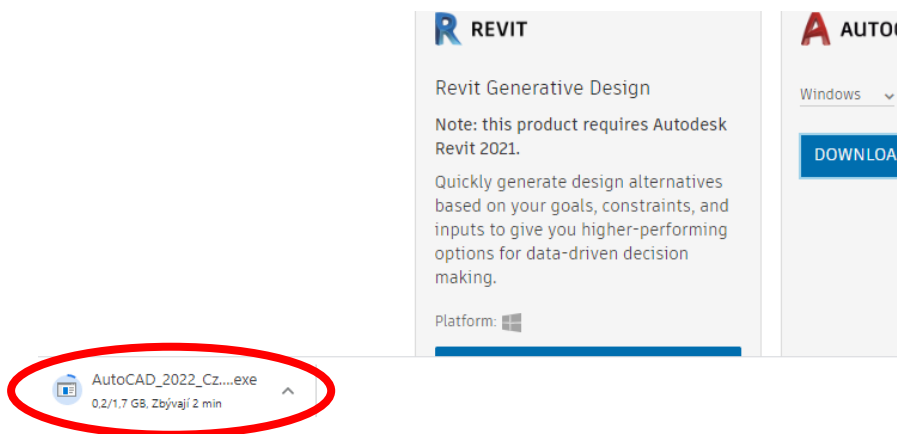 REVIT
Revit Generative Design
Note: this product requires Autodesk
Revit 2021.
Quickly generate design alternatives
based on your goals, constraints, and
inputs to give you higher-performing
options for data-driven decision
making.
Platform:
AUTO
Windows
DOWNLOA
AutoCAD_2022_Cz....exe
0,2/1,7 GB, Zbývají 2 min